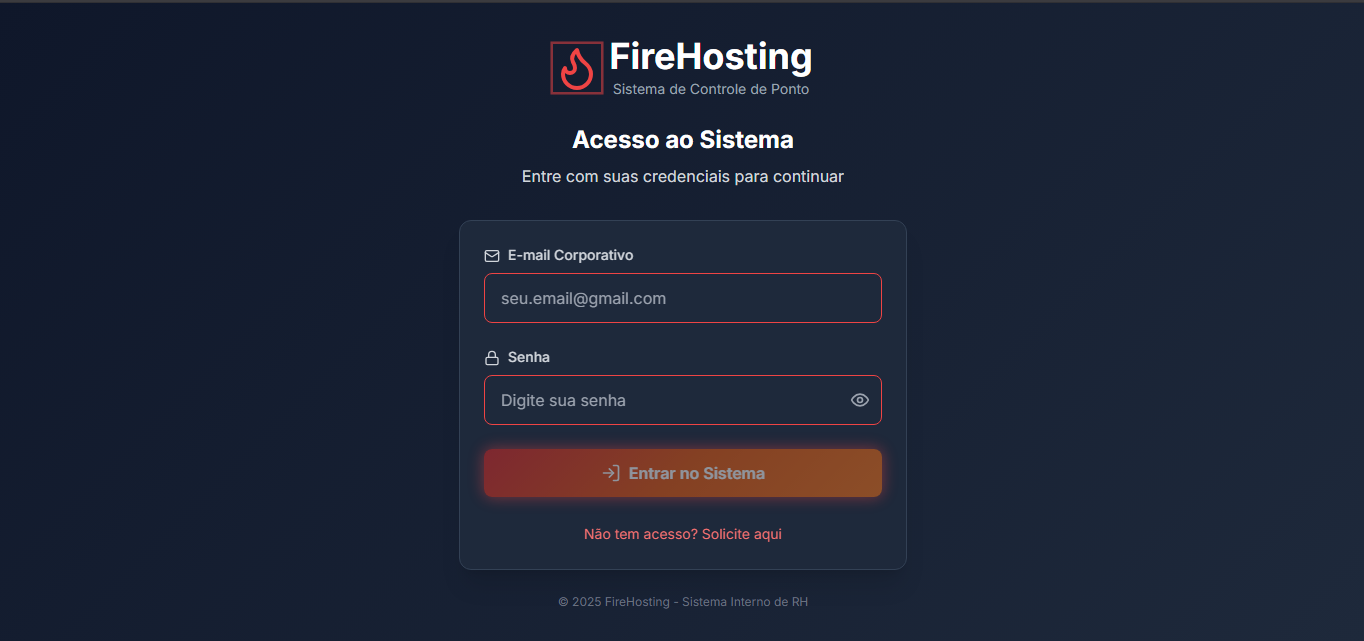 FireHosting
Sistema de Controle de Ponto
Acesso ao Sistema
Entre com suas credenciais para continuar
E-mail Corporativo
seu.email@gmail.com
Senha
Digite sua senha
Entrar no Sistema
Não tem acesso? Solicite aqui
© 2025 FireHosting - Sistema Interno de RH